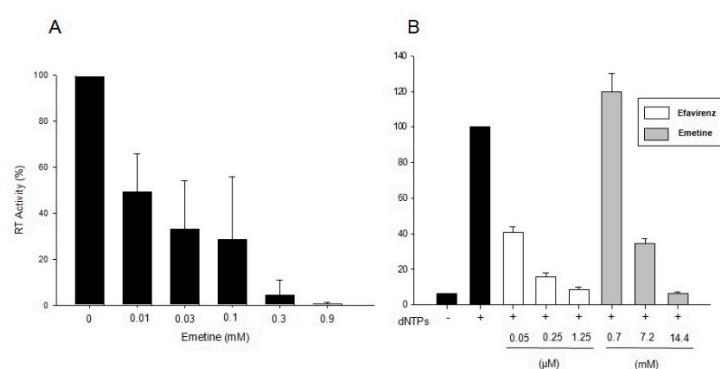 A
100
80
60
40
20
0
RT Activity (%)
0 0.01 0.03 0.1 0.3 0.9
Emetine (mM)
B
140
120
100
80
60
40
20
0
Efavirenz
Emetine
dNTPs - + + + + + + +
0.05 0.25 1.25 0.7 7.2 14.4
(µM) (mM)